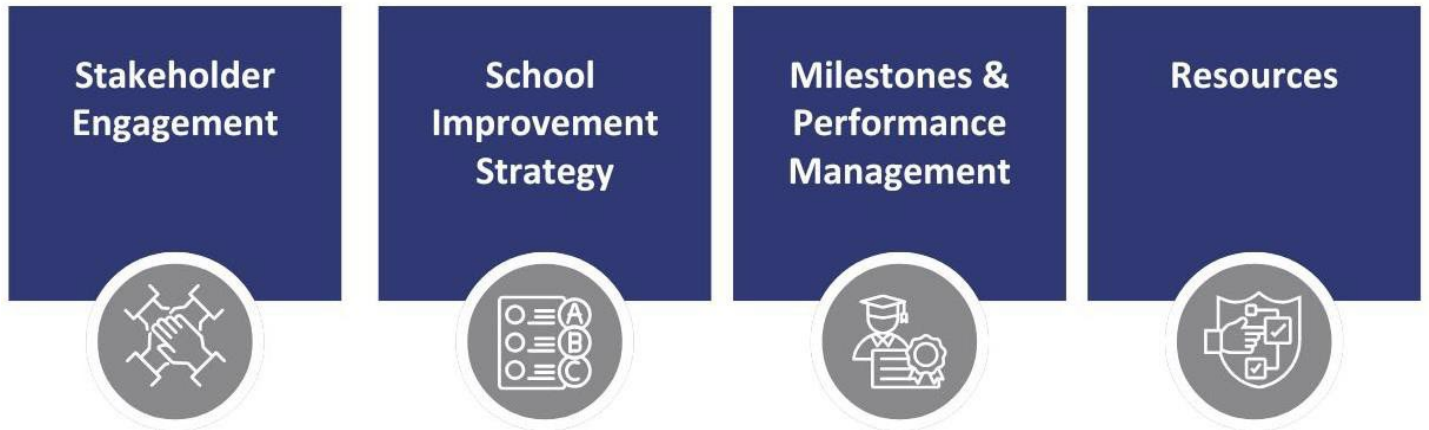 Stakeholder
Engagement
School
Improvement
Strategy
Milestones &
Performance
Management
Resources
A
B
C